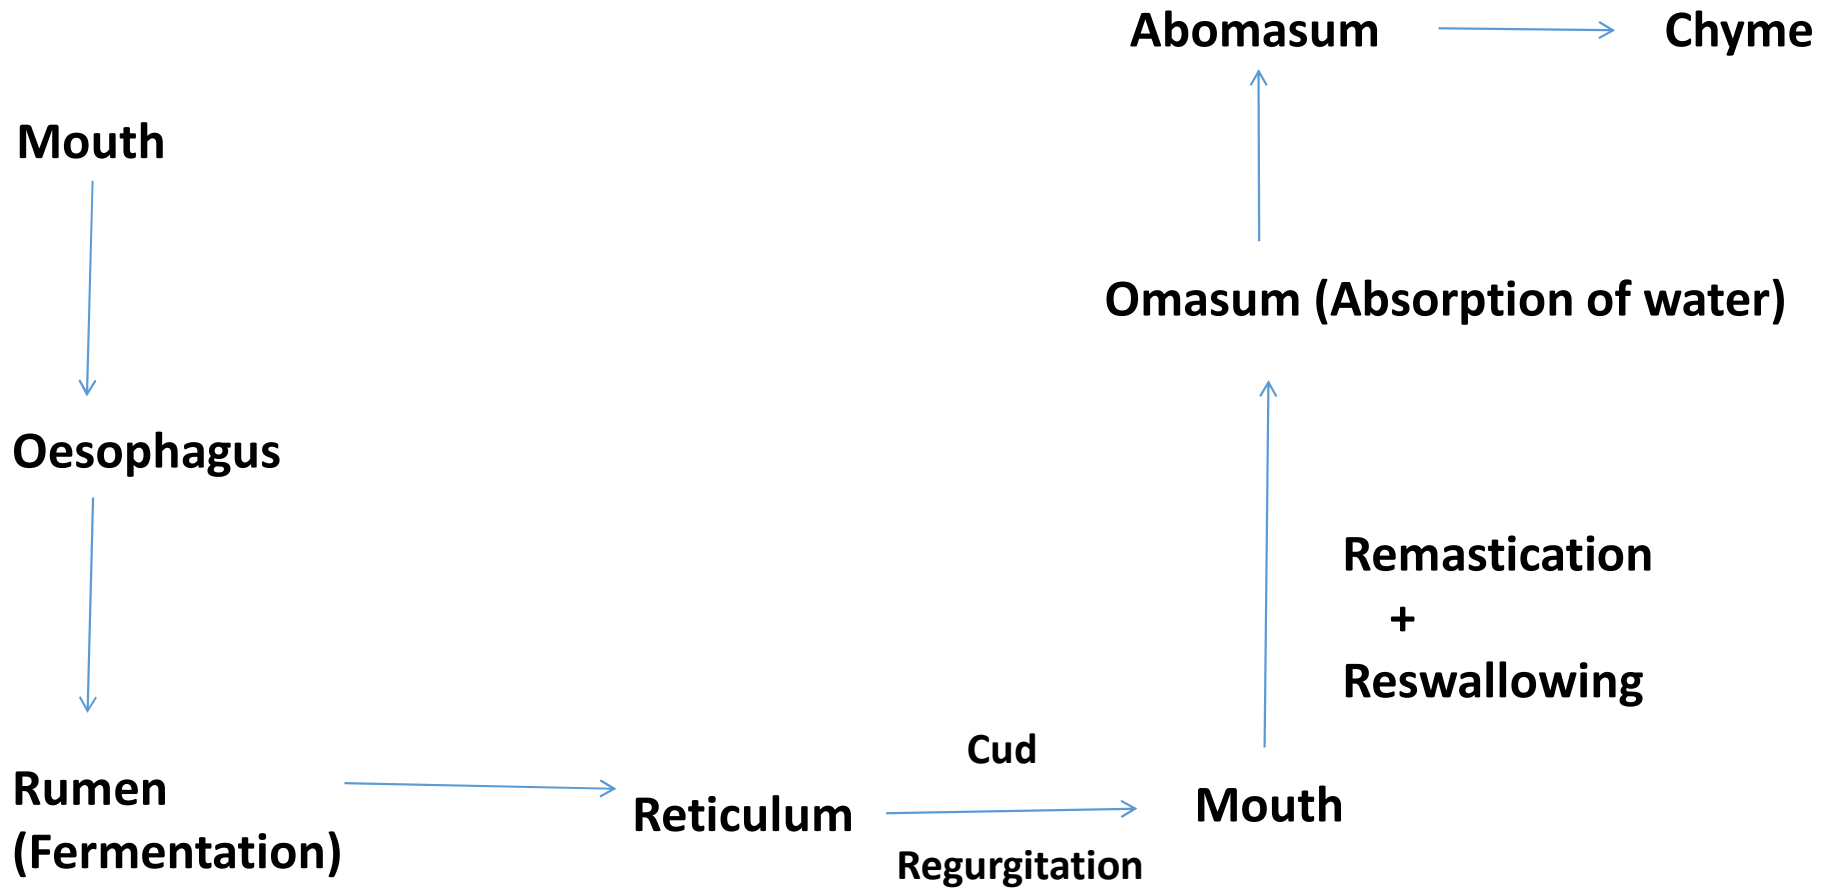 Mouth
Oesophagus
Rumen
(Fermentation)
Reticulum
Cud
Regurgitation
Mouth
Remastication
+
Reswallowing
Omasum (Absorption of water)
Abomasum
Chyme